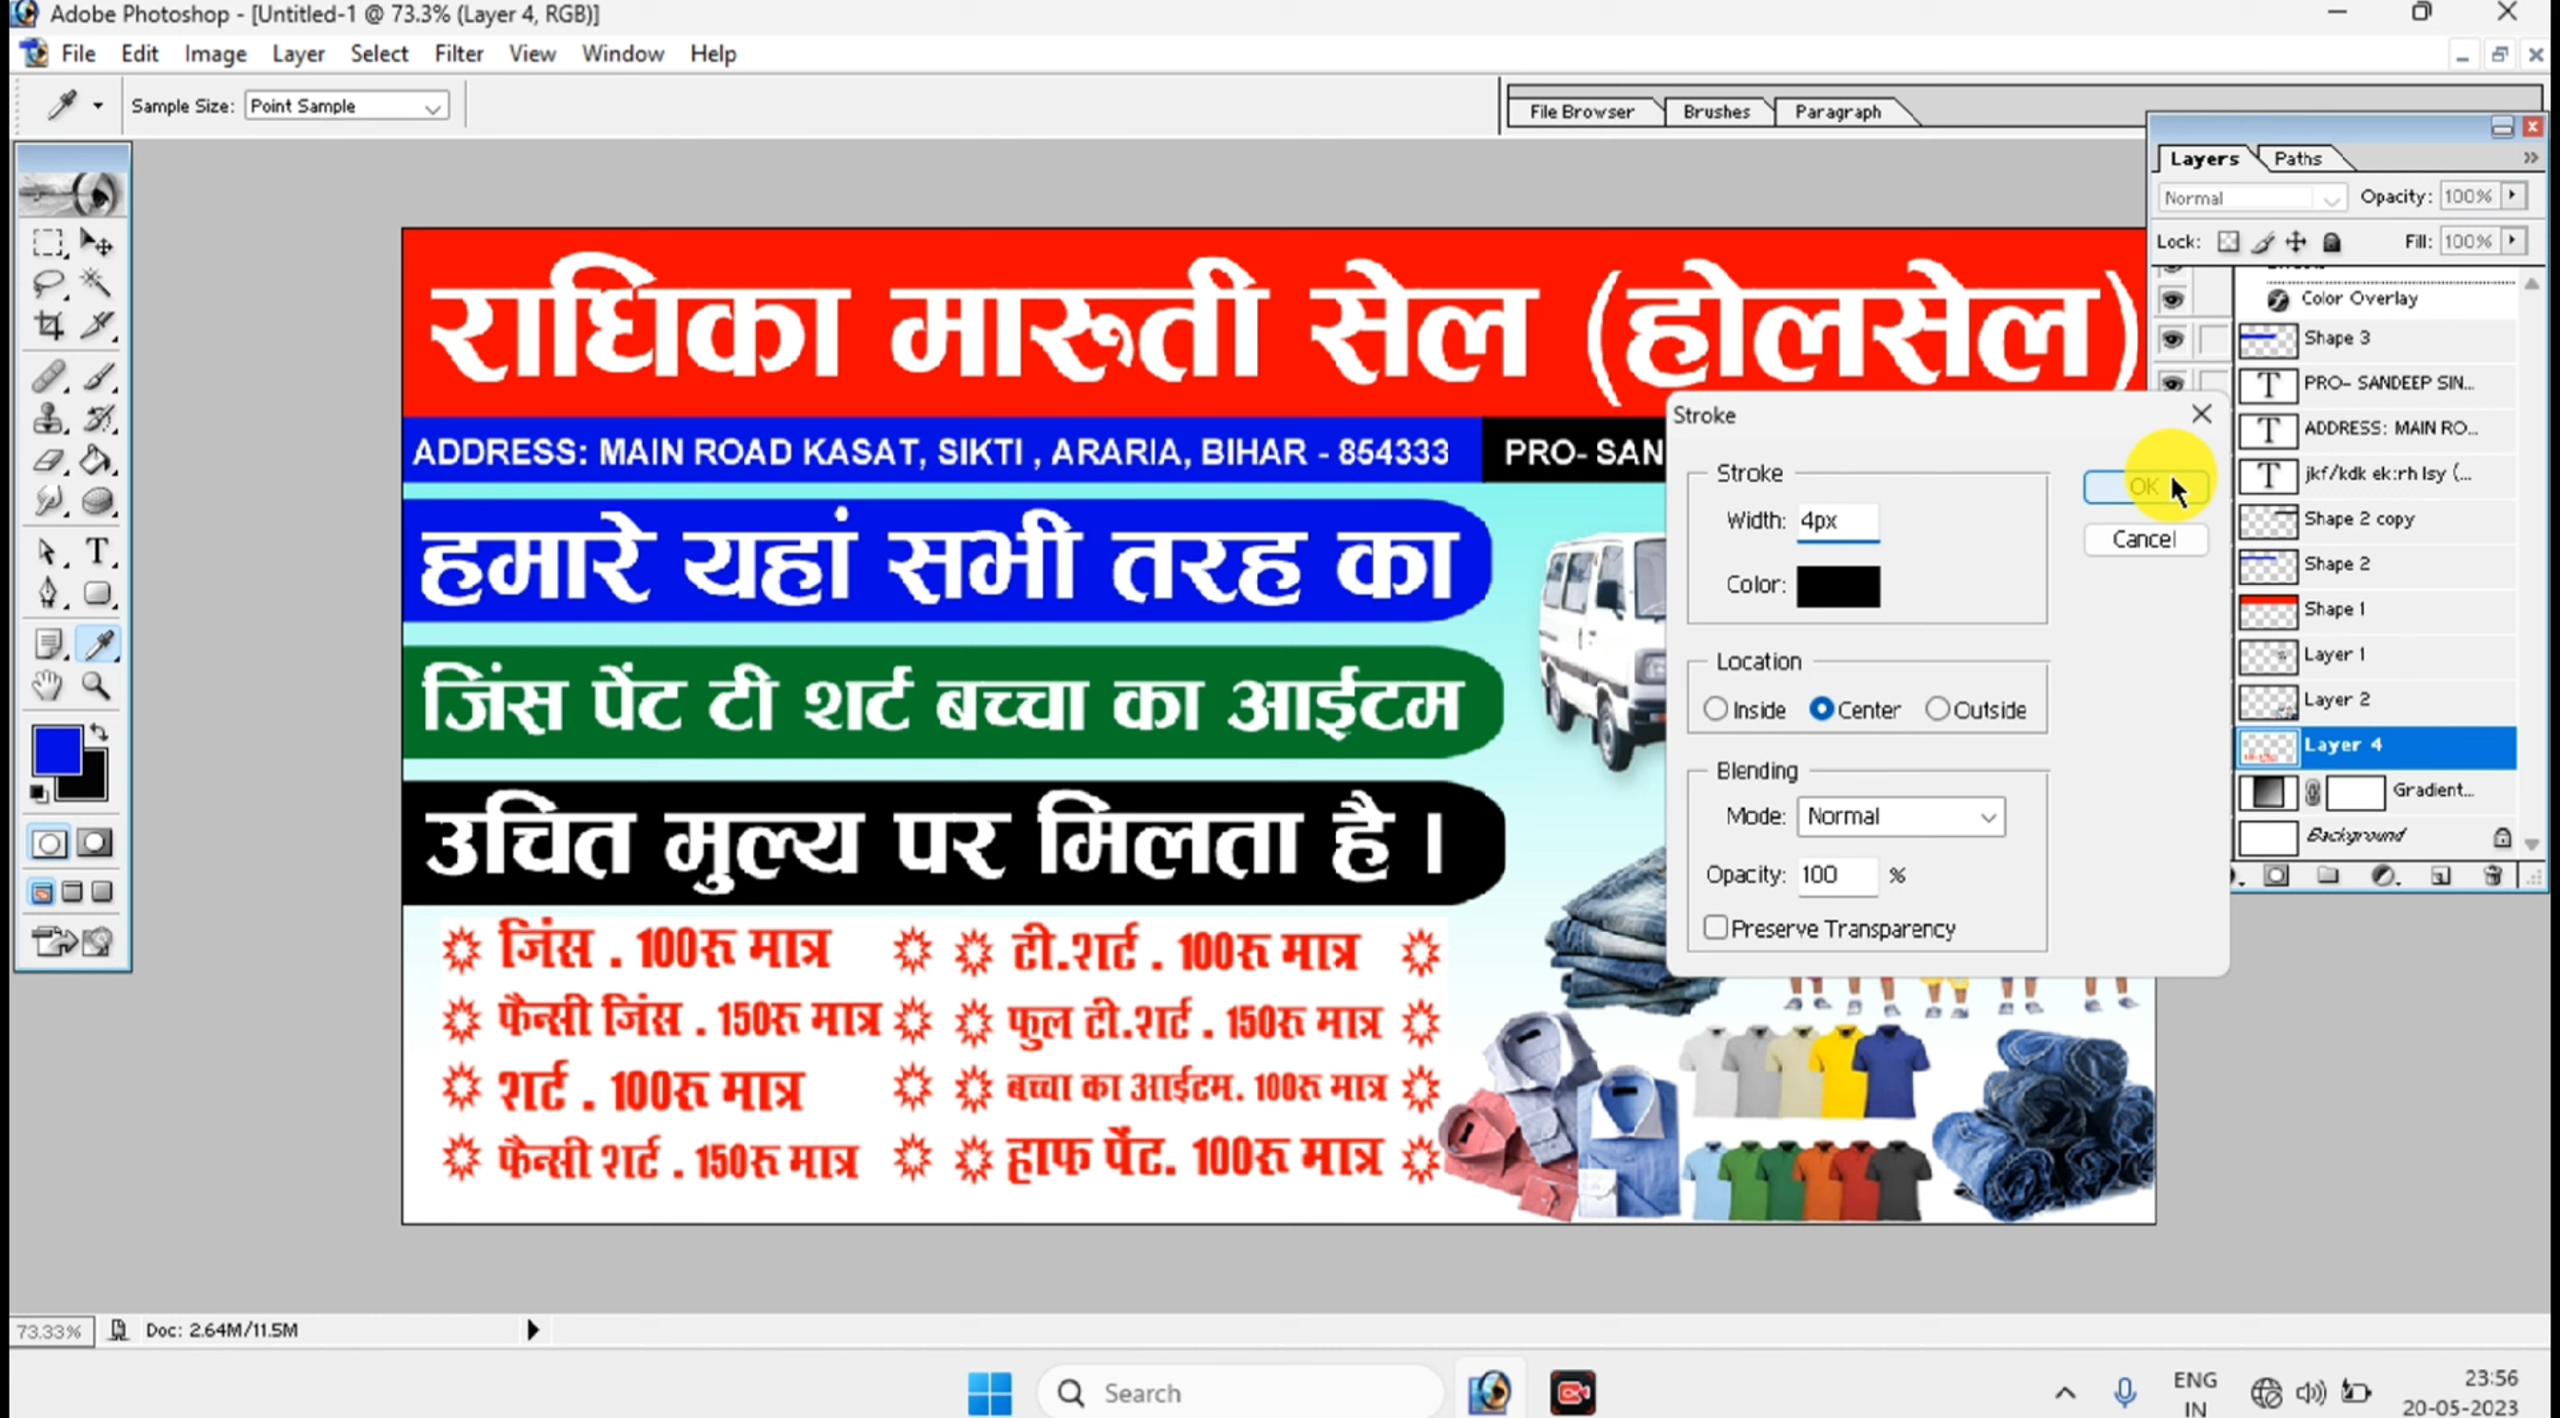 Adobe Photoshop - [Untitled-1 @ 73.3% (Layer 4, RGB)]
File Edit Image Layer Select Filter View Window Help
Sample Size: Point Sample
File Browser Brushes Paragraph
Layers Paths
Normal Opacity: 100%
Lock: Fill: 100%
Color Overlay
Shape 3
PRO- SANDEEP SIN...
ADDRESS: MAIN RO...
jkf/kdk ek:rh lsy (...
Shape 2 copy
Shape 2
Shape 1
Layer 1
Layer 2
Layer 4
Gradient...
Background
राधिका मारूती सेल (होलसेल)
ADDRESS: MAIN ROAD KASAT, SIKTI , ARARIA, BIHAR - 854333 PRO- SAN
हमारे यहां सभी तरह का
जिंस पेंट टी शर्ट बच्चा का आईटम
उचित मुल्य पर मिलता है ।
जिंस . 100रु मात्र टी.शर्ट . 100रु मात्र
फैन्सी जिंस . 150रु मात्र फुल टी.शर्ट . 150रु मात्र
शर्ट . 100रु मात्र बच्चा का आईटम. 100रु मात्र
फैन्सी शर्ट . 150रु मात्र हाफ पेंट. 100रु मात्र
Stroke
Stroke
Width: 4px
Color:
OK
Cancel
Location
Inside Center Outside
Blending
Mode: Normal
Opacity: 100 %
Preserve Transparency
73.33% Doc: 2.64M/11.5M
Search
ENG
IN
23:56
20-05-2023